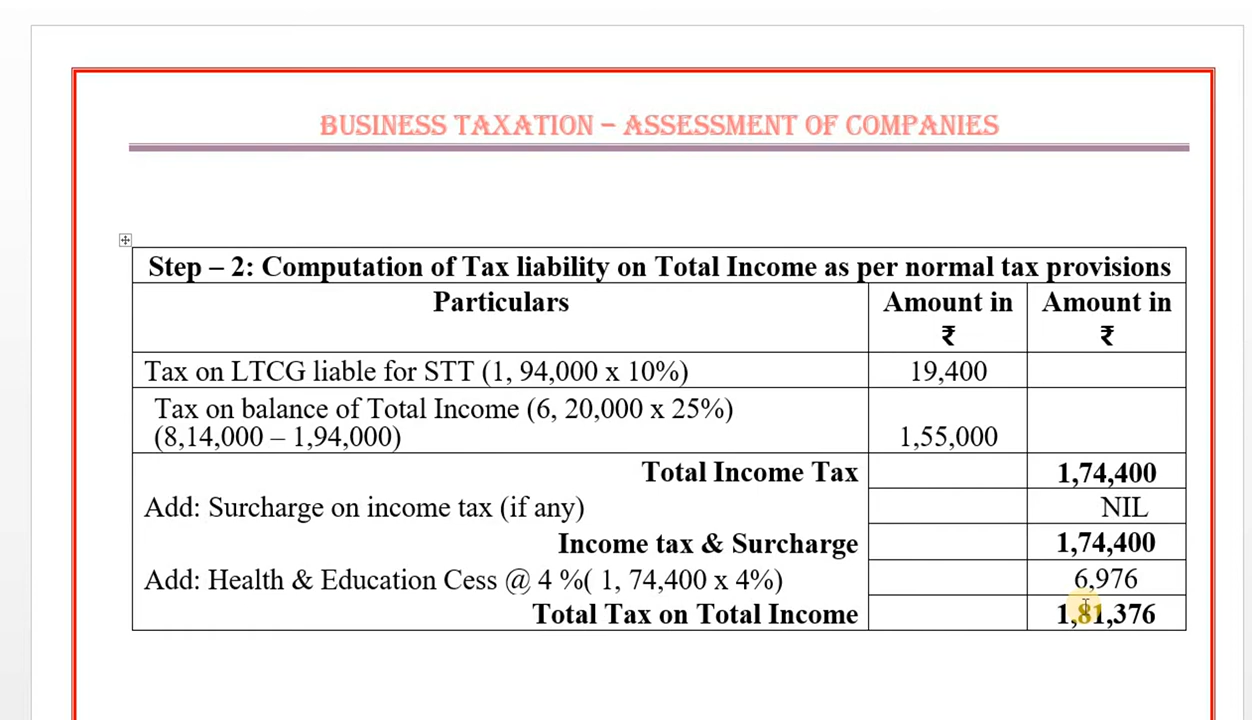 BUSINESS TAXATION – ASSESSMENT OF COMPANIES
Step – 2: Computation of Tax liability on Total Income as per normal tax provisions
Particulars Amount in ₹ Amount in ₹
Tax on LTCG liable for STT (1, 94,000 x 10%) 19,400
Tax on balance of Total Income (6, 20,000 x 25%)
(8,14,000 – 1,94,000) 1,55,000
Total Income Tax 1,74,400
Add: Surcharge on income tax (if any) NIL
Income tax & Surcharge 1,74,400
Add: Health & Education Cess @ 4 %( 1, 74,400 x 4%) 6,976
Total Tax on Total Income 1,81,376